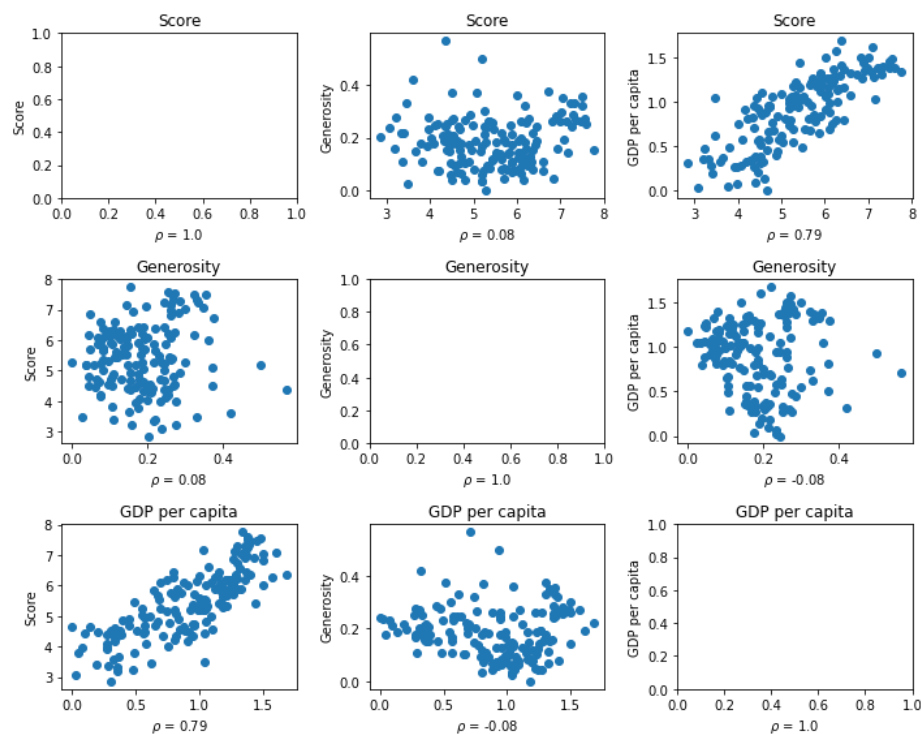 Score Score Score
1.0
0.8
0.6
0.4
0.2
0.0
Score
0.0 0.2 0.4 0.6 0.8 1.0
ρ = 1.0
0.4
0.2
0.0
Generosity
3 4 5 6 7 8
ρ = 0.08
1.5
1.0
0.5
0.0
GDP per capita
3 4 5 6 7 8
ρ = 0.79
Generosity Generosity Generosity
8
7
6
5
4
3
Score
0.0 0.2 0.4
ρ = 0.08
1.0
0.8
0.6
0.4
0.2
0.0
Generosity
0.0 0.2 0.4 0.6 0.8 1.0
ρ = 1.0
1.5
1.0
0.5
0.0
GDP per capita
0.0 0.2 0.4
ρ = -0.08
GDP per capita GDP per capita GDP per capita
8
7
6
5
4
3
Score
0.0 0.5 1.0 1.5
ρ = 0.79
0.4
0.2
0.0
Generosity
0.0 0.5 1.0 1.5
ρ = -0.08
1.0
0.8
0.6
0.4
0.2
0.0
GDP per capita
0.0 0.2 0.4 0.6 0.8 1.0
ρ = 1.0